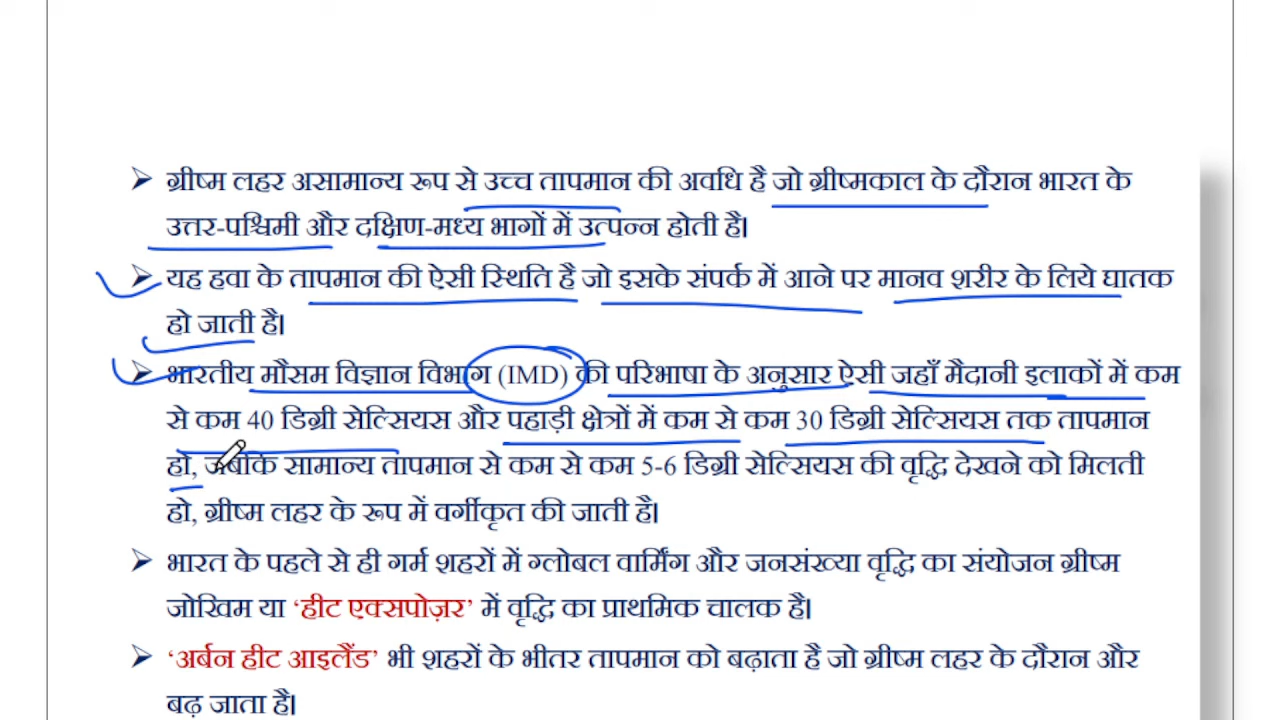 ➢ ग्रीष्म लहर असामान्य रूप से उच्च तापमान की अवधि है जो ग्रीष्मकाल के दौरान भारत के
उत्तर-पश्चिमी और दक्षिण-मध्य भागों में उत्पन्न होती है।
➢ यह हवा के तापमान की ऐसी स्थिति है जो इसके संपर्क में आने पर मानव शरीर के लिये घातक
हो जाती है।
➢ भारतीय मौसम विज्ञान विभाग (IMD) की परिभाषा के अनुसार ऐसी जहाँ मैदानी इलाकों में कम
से कम 40 डिग्री सेल्सियस और पहाड़ी क्षेत्रों में कम से कम 30 डिग्री सेल्सियस तक तापमान
हो, जबकि सामान्य तापमान से कम से कम 5-6 डिग्री सेल्सियस की वृद्धि देखने को मिलती
हो, ग्रीष्म लहर के रूप में वर्गीकृत की जाती है।
➢ भारत के पहले से ही गर्म शहरों में ग्लोबल वार्मिंग और जनसंख्या वृद्धि का संयोजन ग्रीष्म
जोखिम या ‘हीट एक्सपोज़र’ में वृद्धि का प्राथमिक चालक है।
➢ ‘अर्बन हीट आइलैंड’ भी शहरों के भीतर तापमान को बढ़ाता है जो ग्रीष्म लहर के दौरान और
बढ़ जाता है।